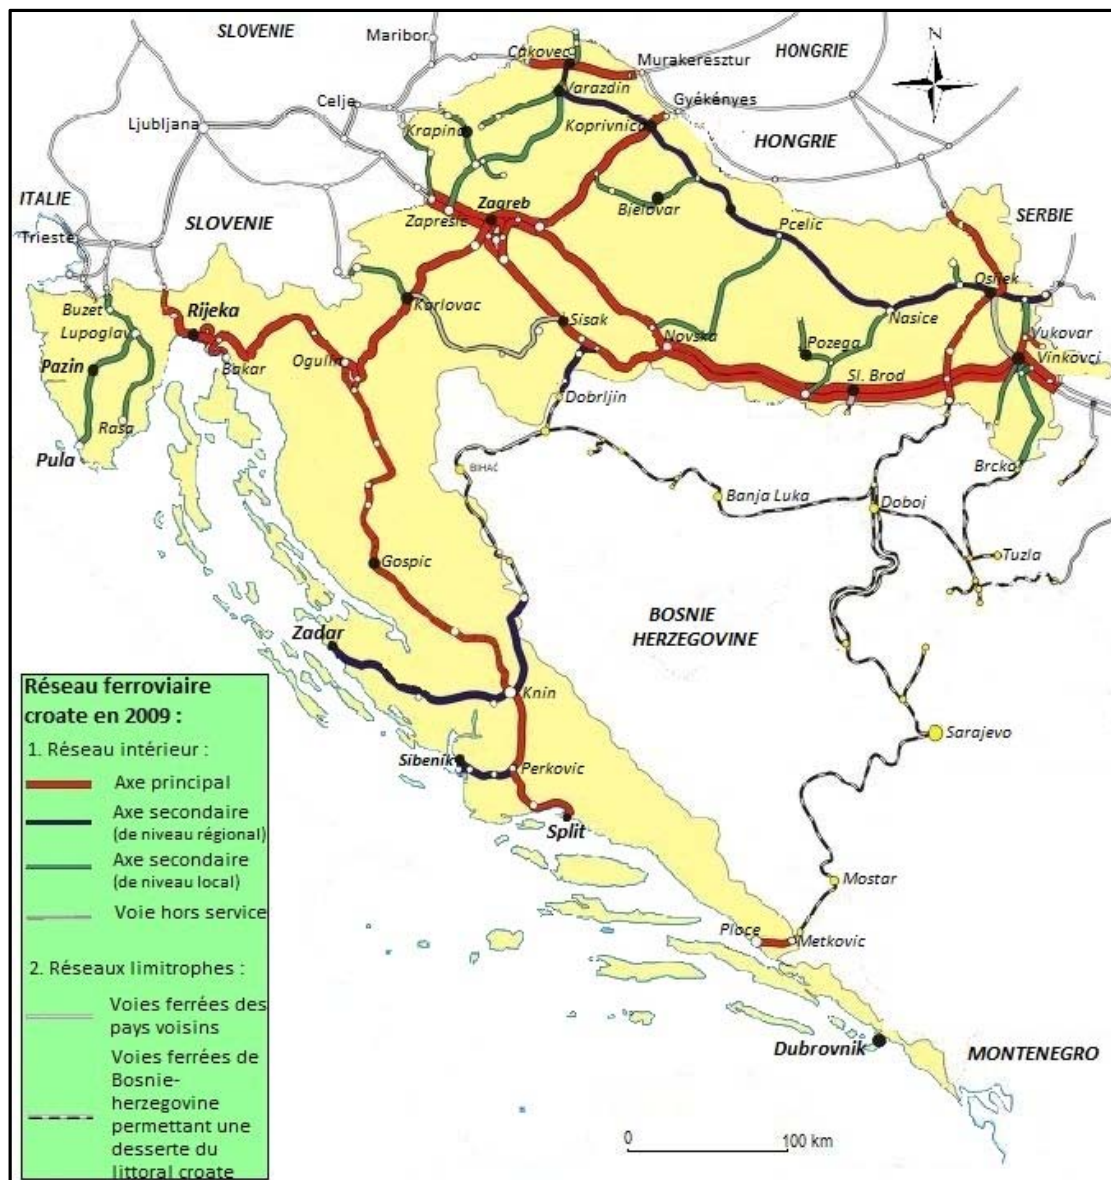 SLOVENIE
Maribor
HONGRIE
N
Cakovec
Murakeresztur
Varazdin
Celje
Gyékényes
Ljubljana
Krapina
Koprivnica
HONGRIE
ITALIE
SLOVENIE
Zagreb
Bjelovar
SERBIE
Trieste
Zapresic
Pcelic
Buzet
Rijeka
Karlovac
Osijek
Lupoglav
Sisak
Novska
Nasice
Vukovar
Pazin
Bakar
Ogulin
Pozega
Vinkovci
Sl. Brod
Rasa
Dobrljin
Pula
BIHAĆ
Brcko
Banja Luka
Doboj
Tuzla
Gospic
BOSNIE
HERZEGOVINE
Zadar
Knin
Sarajevo
Sibenik
Perkovic
Split
Mostar
Ploce
Metkovic
Dubrovnik
MONTENEGRO
0
100 km
Réseau ferroviaire
croate en 2009 :
1. Réseau intérieur :
Axe principal
Axe secondaire
(de niveau régional)
Axe secondaire
(de niveau local)
Voie hors service
2. Réseaux limitrophes :
Voies ferrées des
pays voisins
Voies ferrées de
Bosnie-
herzegovine
permettant une
desserte du
littoral croate